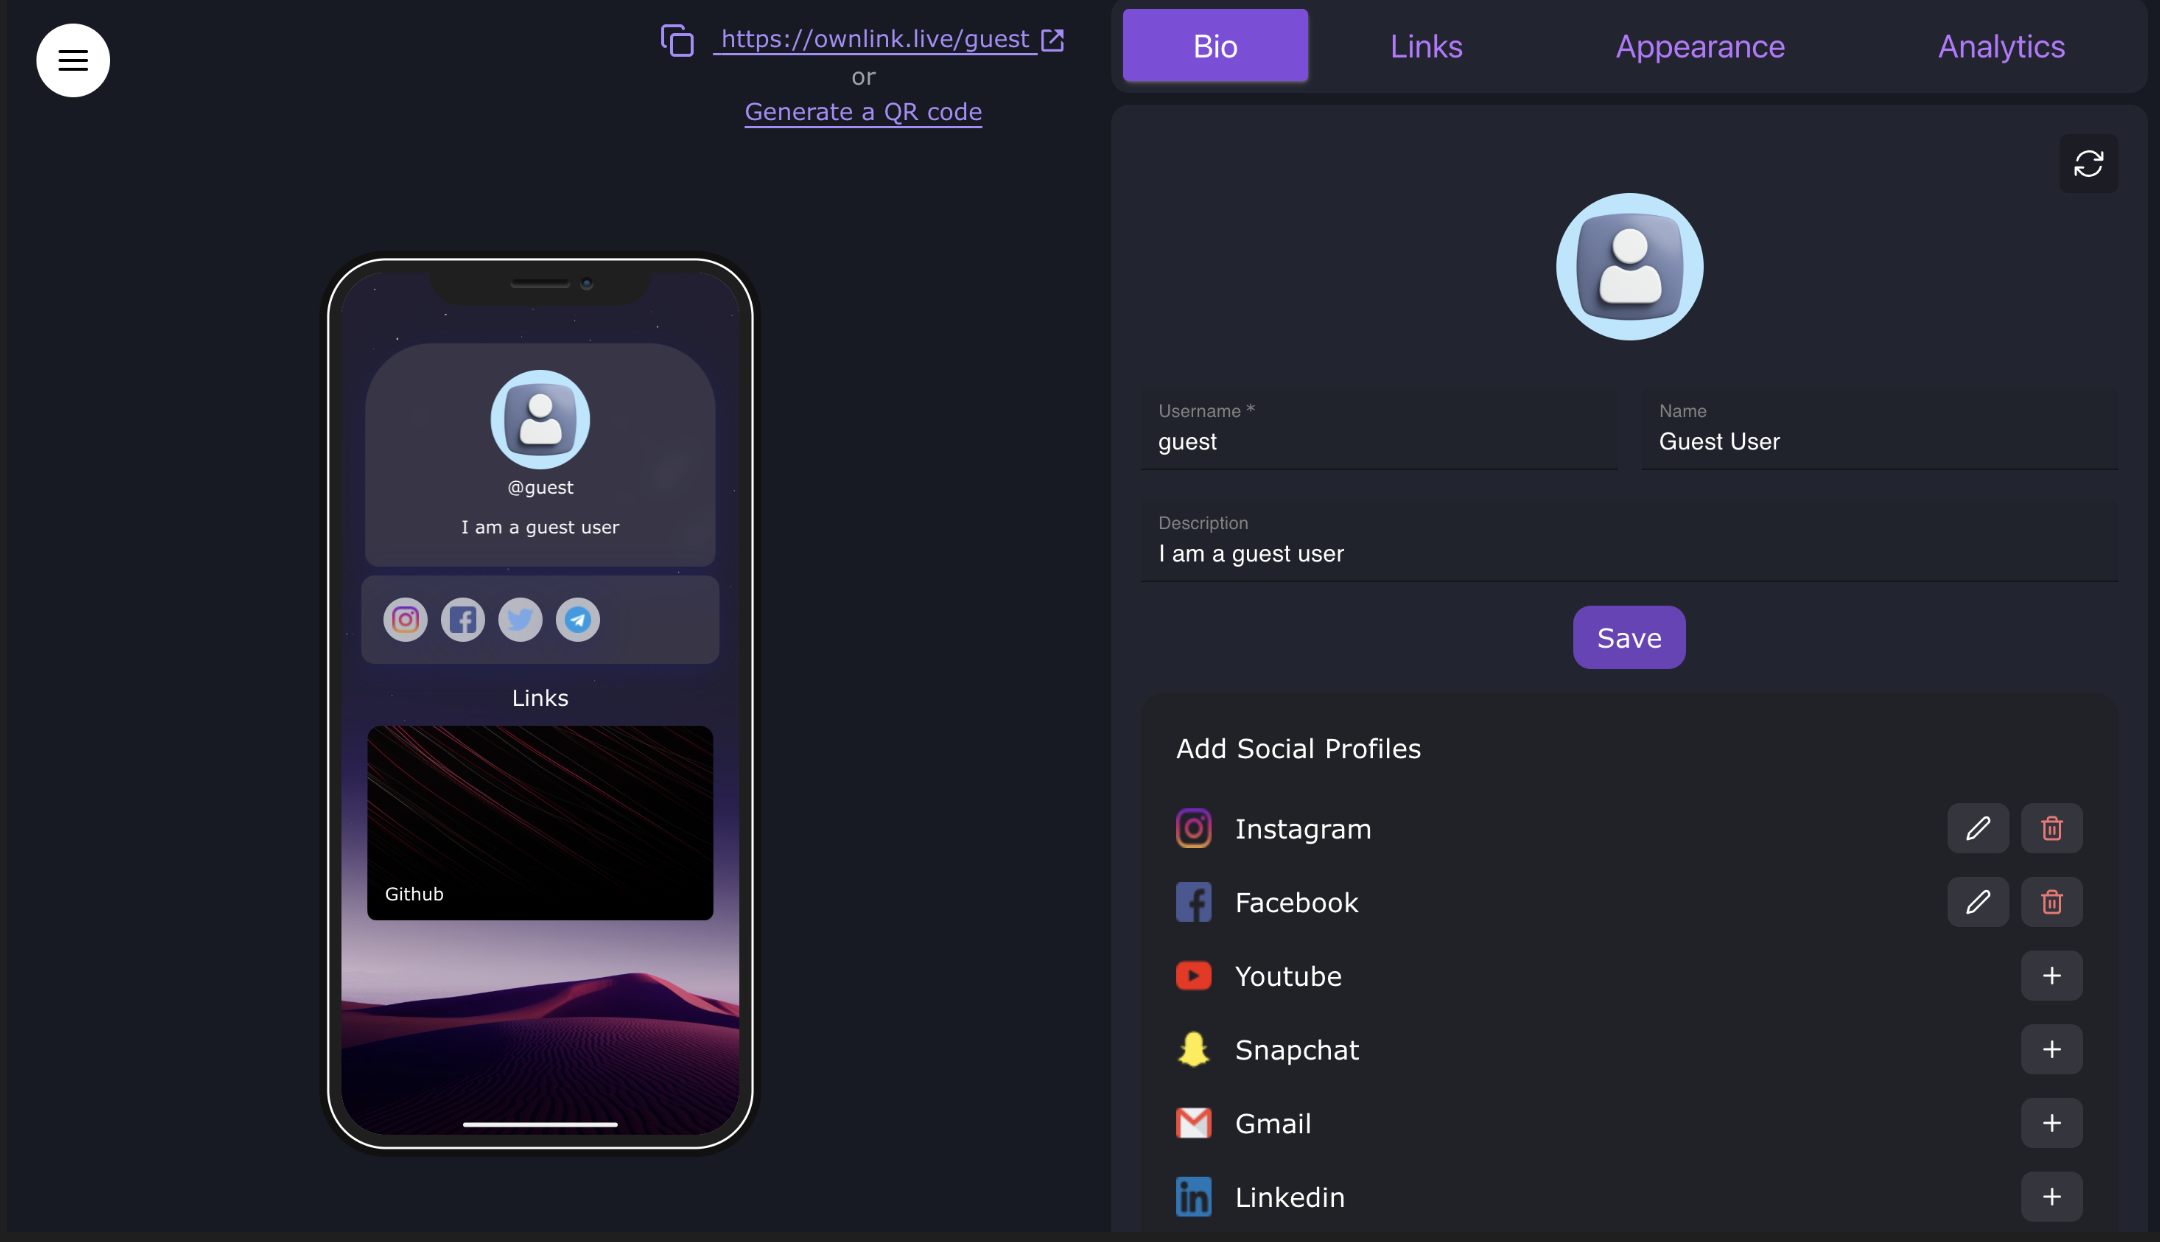 https://ownlink.live/guest
or
Generate a QR code
@guest
I am a guest user
Links
Github
Bio
Links
Appearance
Analytics
Username *
guest
Name
Guest User
Description
I am a guest user
Save
Add Social Profiles
Instagram
Facebook
Youtube
Snapchat
Gmail
Linkedin